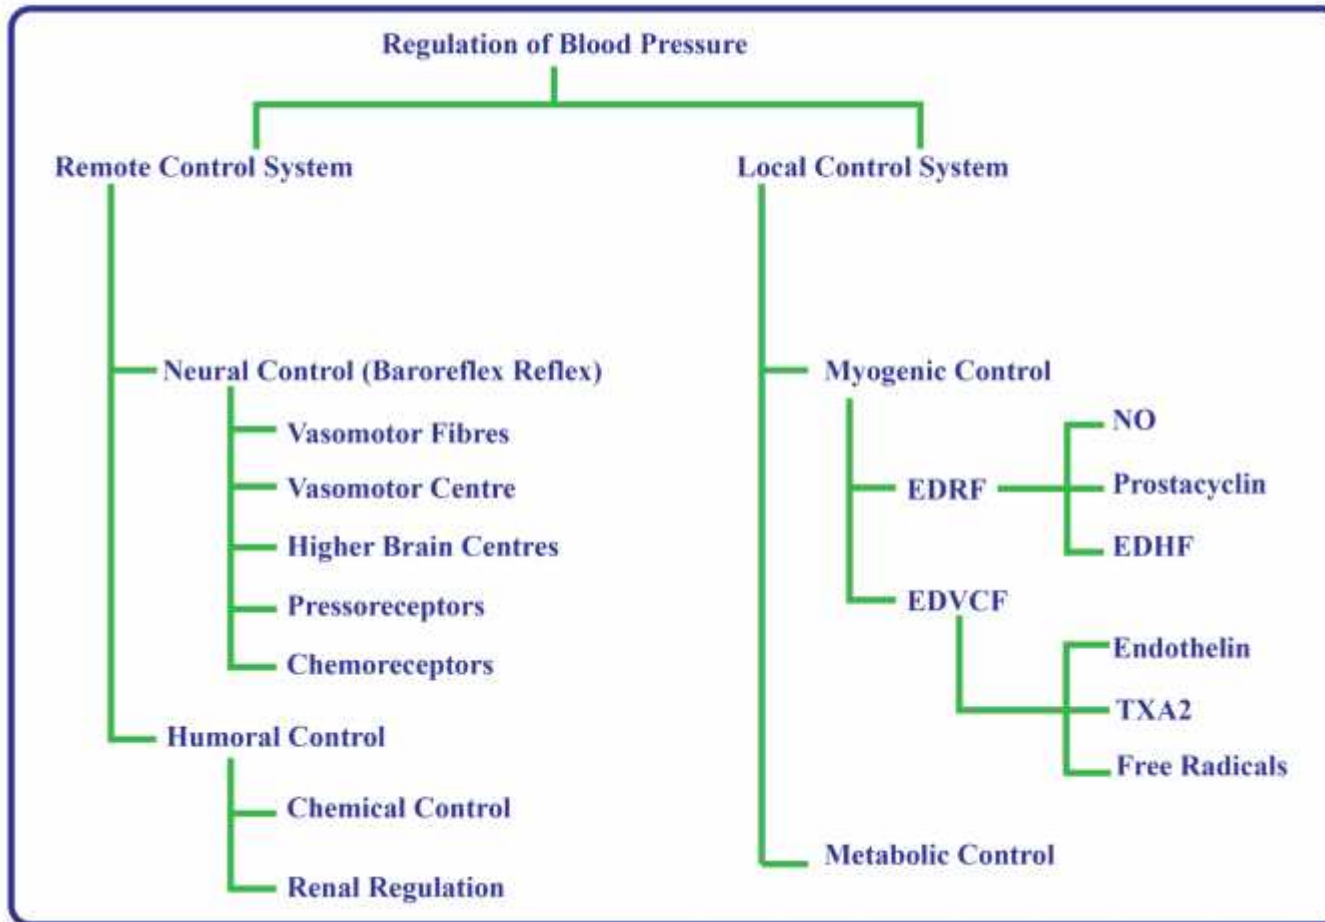 Regulation of Blood Pressure
Remote Control System
Neural Control (Baroreflex Reflex)
Vasomotor Fibres
Vasomotor Centre
Higher Brain Centres
Pressoreceptors
Chemoreceptors
Humoral Control
Chemical Control
Renal Regulation
Local Control System
Myogenic Control
EDRF
NO
Prostacyclin
EDHF
EDVCF
Endothelin
TXA2
Free Radicals
Metabolic Control